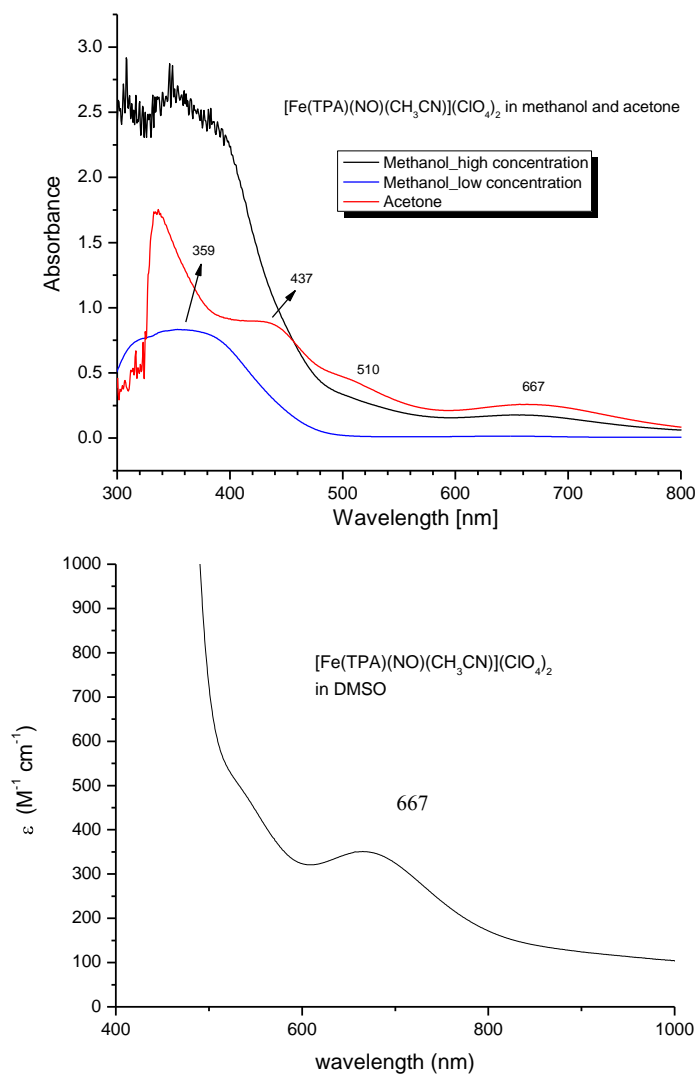 3.0
2.5
2.0
1.5
1.0
0.5
0.0
Absorbance
[Fe(TPA)(NO)(CH₃CN)](ClO₄)₂ in methanol and acetone
Methanol_high concentration
Methanol_low concentration
Acetone
359
437
510
667
300 400 500 600 700 800
Wavelength [nm]
1000
900
800
700
600
500
400
300
200
100
0
ε (M⁻¹ cm⁻¹)
[Fe(TPA)(NO)(CH₃CN)](ClO₄)₂
in DMSO
667
400 600 800 1000
wavelength (nm)